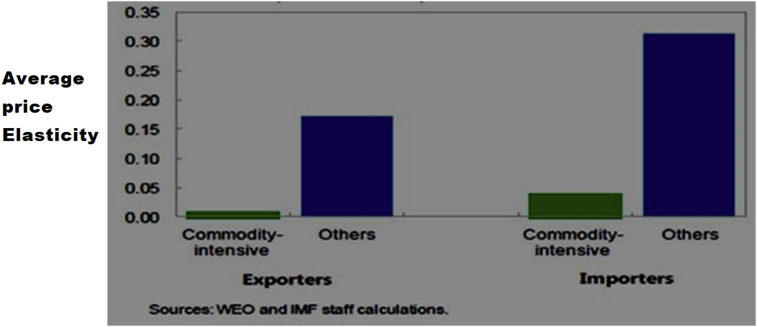 Average
price
Elasticity
0.35
0.30
0.25
0.20
0.15
0.10
0.05
0.00
Commodity-
intensive
Others
Commodity-
intensive
Others
Exporters
Importers
Sources: WEO and IMF staff calculations.